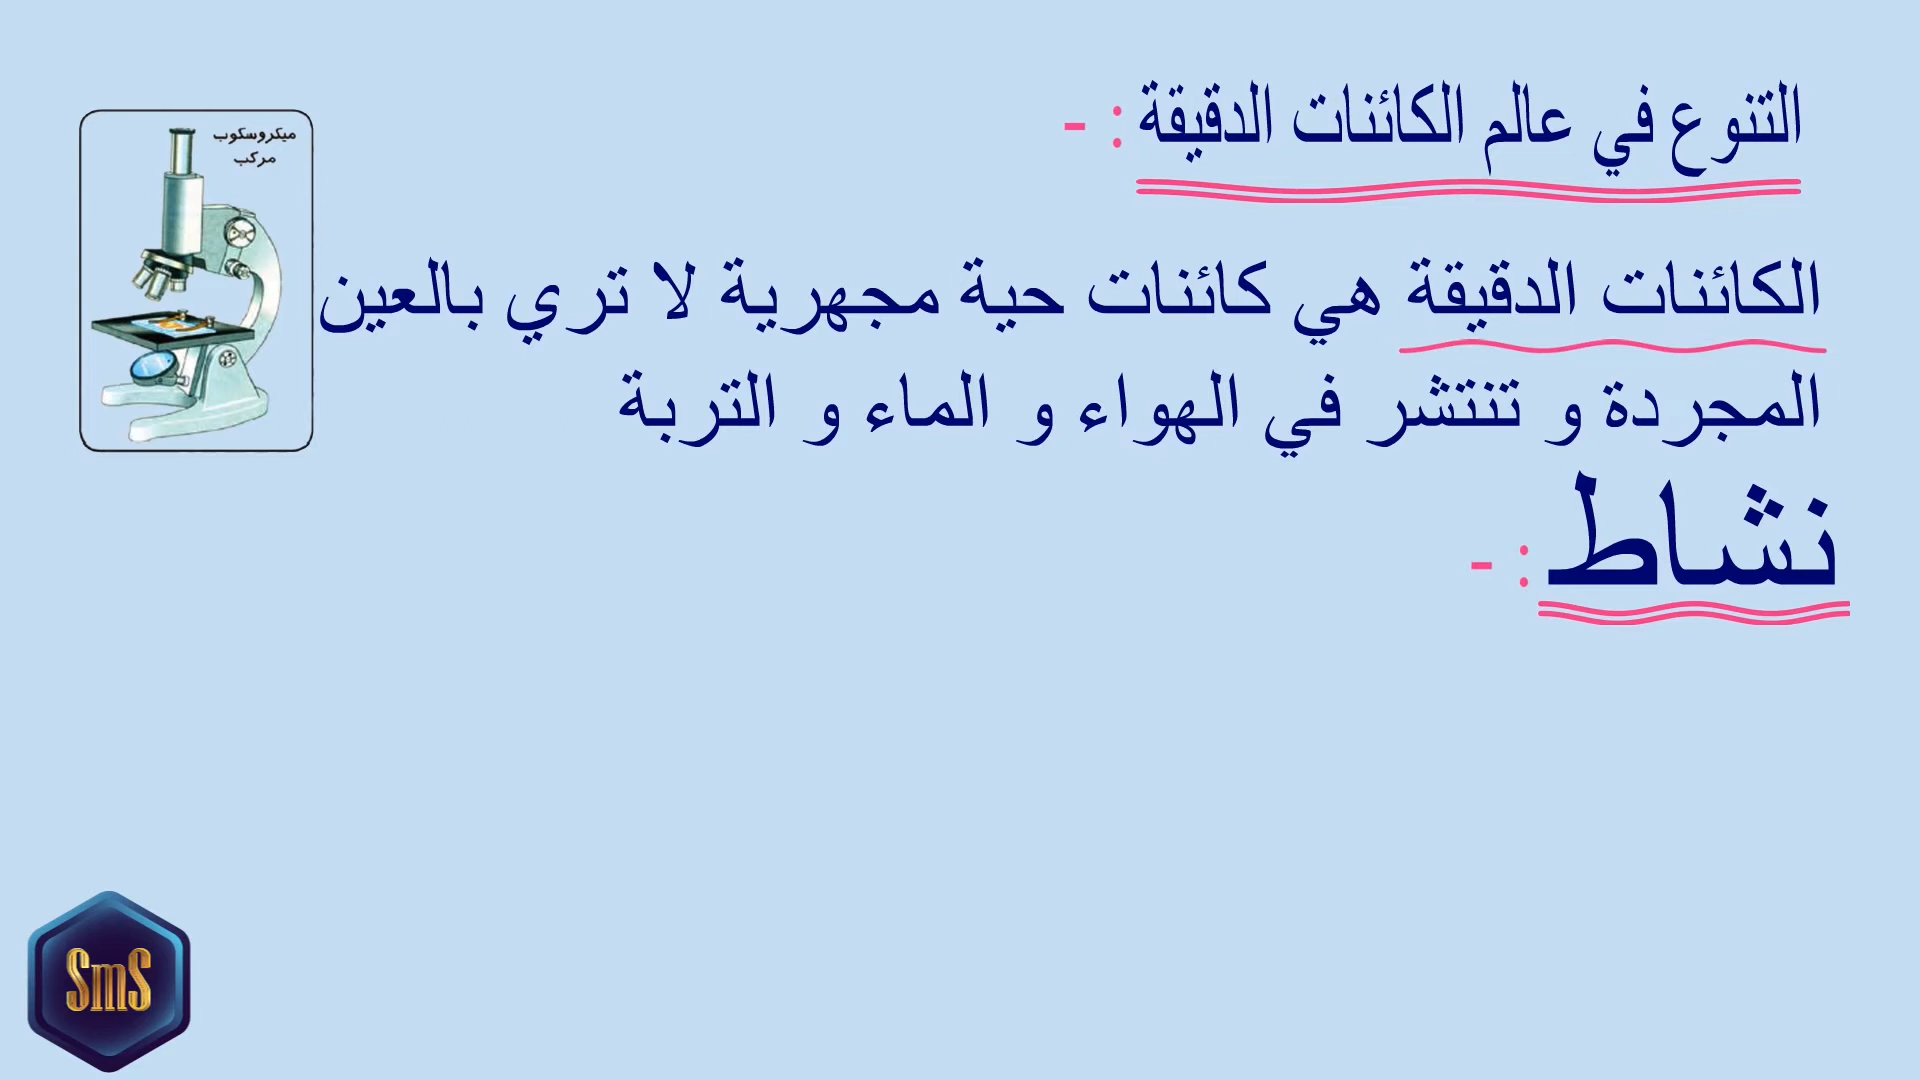 التنوع في عالم الكائنات الدقيقة : -
ميكروسكوب
مركب
الكائنات الدقيقة هي كائنات حية مجهرية لا تري بالعين
المجردة و تنتشر في الهواء و الماء و التربة
نشاط : -
SmS